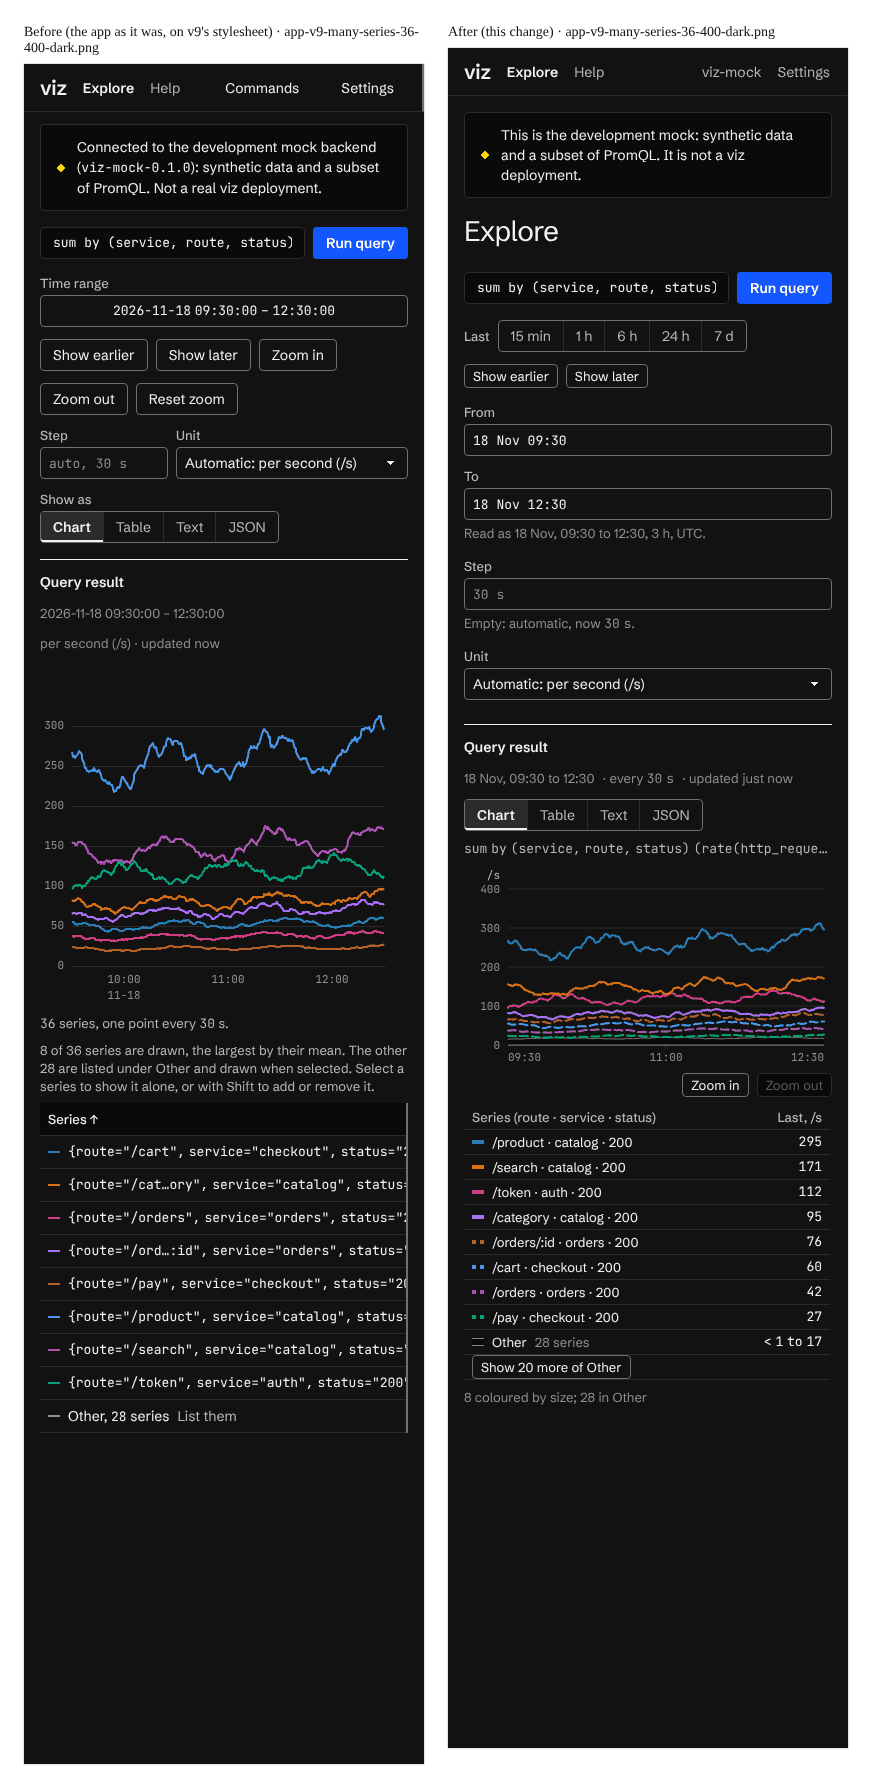 Before (the app as it was, on v9's stylesheet) · app-v9-many-series-36-
400-dark.png
viz Explore Help Commands Settings
Connected to the development mock backend
(viz-mock-0.1.0): synthetic data and a subset
of PromQL. Not a real viz deployment.
sum by (service, route, status)
Run query
Time range
2026-11-18 09:30:00 – 12:30:00
Show earlier
Show later
Zoom in
Zoom out
Reset zoom
Step
Unit
auto, 30 s
Automatic: per second (/s)
Show as
Chart Table Text JSON
Query result
2026-11-18 09:30:00 – 12:30:00
per second (/s) · updated now
300
250
200
150
100
50
0
10:00 11:00 12:00
11-18
36 series, one point every 30 s.
8 of 36 series are drawn, the largest by their mean. The other
28 are listed under Other and drawn when selected. Select a
series to show it alone, or with Shift to add or remove it.
Series ↑
{route="/cart", service="checkout", status="2
{route="/cat…ory", service="catalog", status=
{route="/orders", service="orders", status="2
{route="/ord…:id", service="orders", status="
{route="/pay", service="checkout", status="20
{route="/product", service="catalog", status=
{route="/search", service="catalog", status="
{route="/token", service="auth", status="200"
Other, 28 series List them
After (this change) · app-v9-many-series-36-400-dark.png
viz Explore Help viz-mock Settings
This is the development mock: synthetic data
and a subset of PromQL. It is not a viz
deployment.
Explore
sum by (service, route, status)
Run query
Last 15 min 1 h 6 h 24 h 7 d
Show earlier
Show later
From
18 Nov 09:30
To
18 Nov 12:30
Read as 18 Nov, 09:30 to 12:30, 3 h, UTC.
Step
30 s
Empty: automatic, now 30 s.
Unit
Automatic: per second (/s)
Query result
18 Nov, 09:30 to 12:30 · every 30 s · updated just now
Chart Table Text JSON
sum by (service, route, status) (rate(http_reque…
/s
400
300
200
100
0
09:30 11:00 12:30
Zoom in
Zoom out
Series (route · service · status) Last, /s
/product · catalog · 200 295
/search · catalog · 200 171
/token · auth · 200 112
/category · catalog · 200 95
/orders/:id · orders · 200 76
/cart · checkout · 200 60
/orders · orders · 200 42
/pay · checkout · 200 27
Other 28 series < 1 to 17
Show 20 more of Other
8 coloured by size; 28 in Other